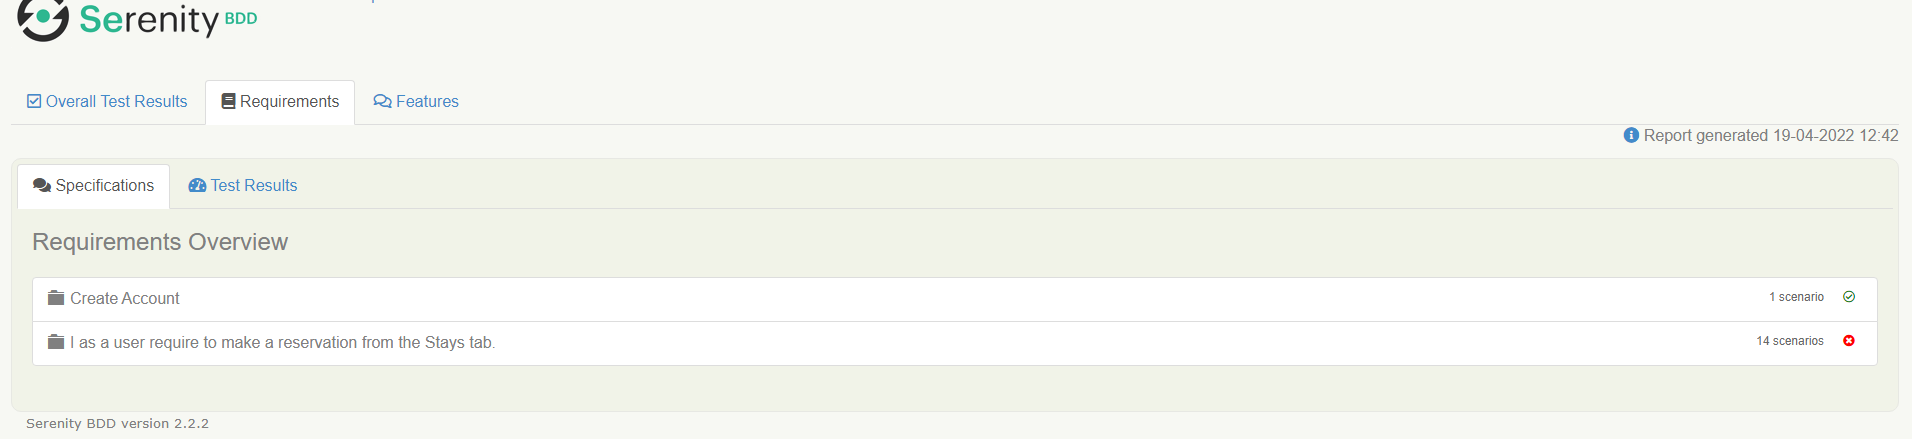 Serenity BDD
Overall Test Results Requirements Features
Report generated 19-04-2022 12:42
Specifications Test Results
Requirements Overview
Create Account 1 scenario
I as a user require to make a reservation from the Stays tab. 14 scenarios
Serenity BDD version 2.2.2